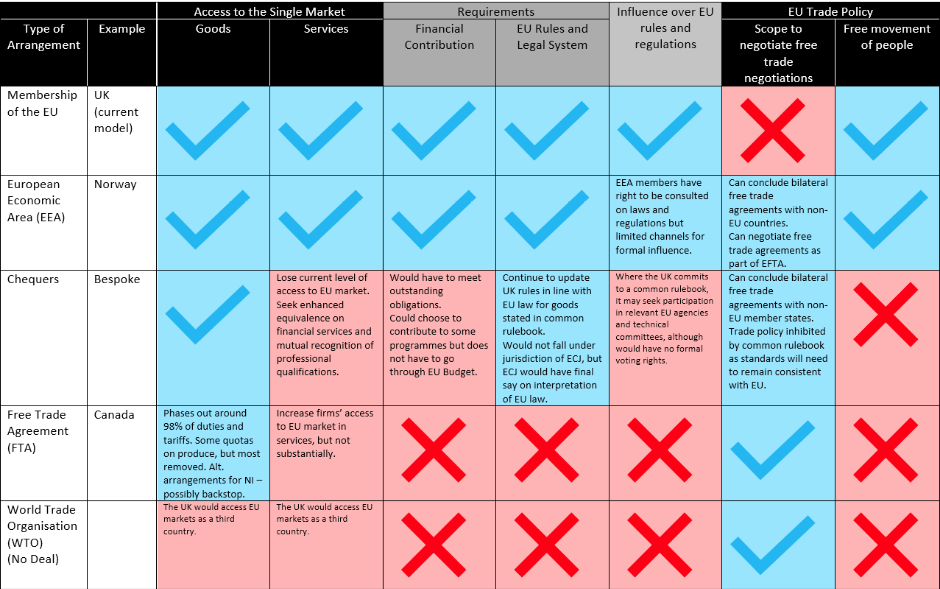 Access to the Single Market
Requirements
Influence over EU
rules and
regulations
EU Trade Policy
Type of
Arrangement
Example
Goods
Services
Financial
Contribution
EU Rules and
Legal System
Scope to
negotiate free
trade
negotiations
Free movement
of people
Membership
of the EU
UK
(current
model)
European
Economic
Area (EEA)
Norway
EEA members have
right to be consulted
on laws and
regulations but
limited channels for
formal influence.
Can conclude bilateral
free trade
agreements with non-
EU countries.
Can negotiate free
trade agreements as
part of EFTA.
Chequers
Bespoke
Lose current level of
access to EU market.
Seek enhanced
equivalence on
financial services and
mutual recognition of
professional
qualifications.
Would have to meet
outstanding
obligations.
Could choose to
contribute to some
programmes but does
not have to go
through EU Budget.
Continue to update
UK rules in line with
EU law for goods
stated in common
rulebook.
Would not fall under
jurisdiction of ECJ, but
ECJ would have final
say on interpretation
of EU law.
Where the UK commits
to a common rulebook,
it may seek participation
in relevant EU agencies
and technical
committees, although
would have no formal
voting rights.
Can conclude bilateral
free trade
agreements with non-
EU member states.
Trade policy inhibited
by common rulebook
as standards will need
to remain consistent
with EU.
Free Trade
Agreement
(FTA)
Canada
Phases out around
98% of duties and
tariffs. Some quotas
on produce, but most
removed. Alt.
arrangements for NI –
possibly backstop.
Increase firms' access
to EU market in
services, but not
substantially.
World Trade
Organisation
(WTO)
(No Deal)
The UK would access EU
markets as a third
country.
The UK would access EU
markets as a third
country.